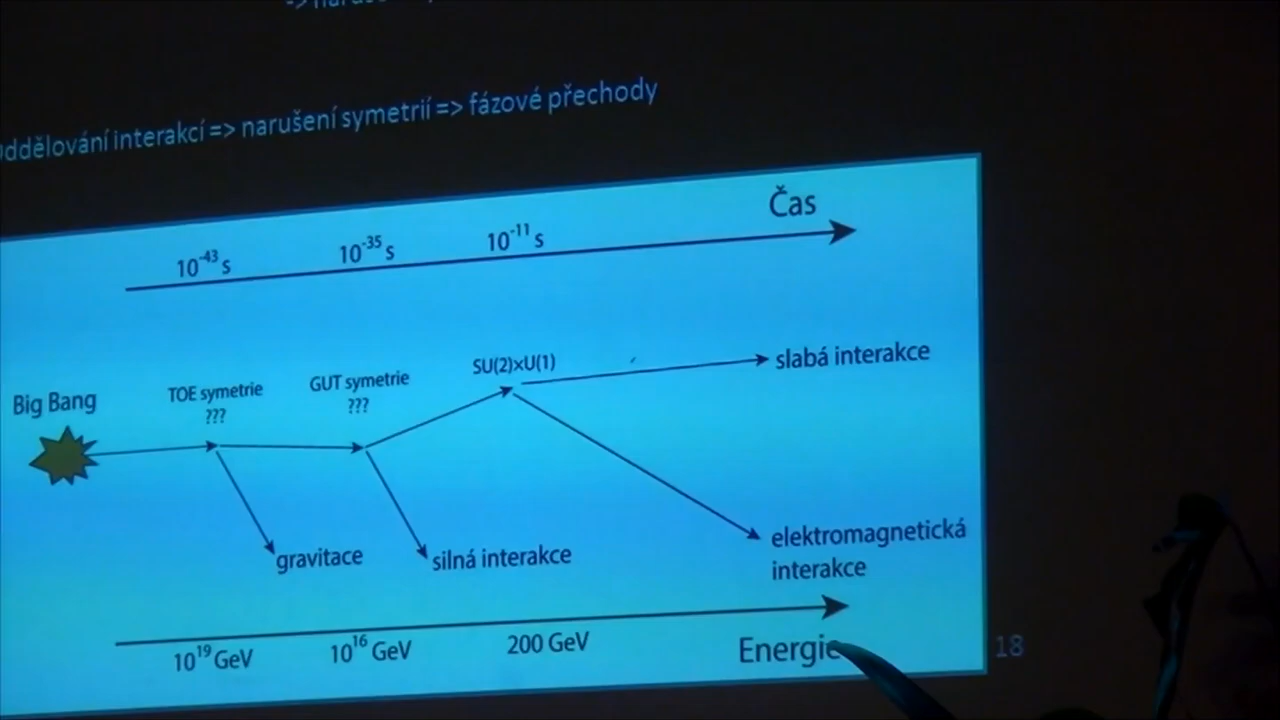 oddělování interakcí => narušení symetrií => fázové přechody
Čas
10⁻⁴³ s
10⁻³⁵ s
10⁻¹¹ s
Big Bang
TOE symetrie
???
GUT symetrie
???
SU(2)×U(1)
slabá interakce
gravitace
silná interakce
elektromagnetická
interakce
10¹⁹ GeV
10¹⁶ GeV
200 GeV
Energie
18